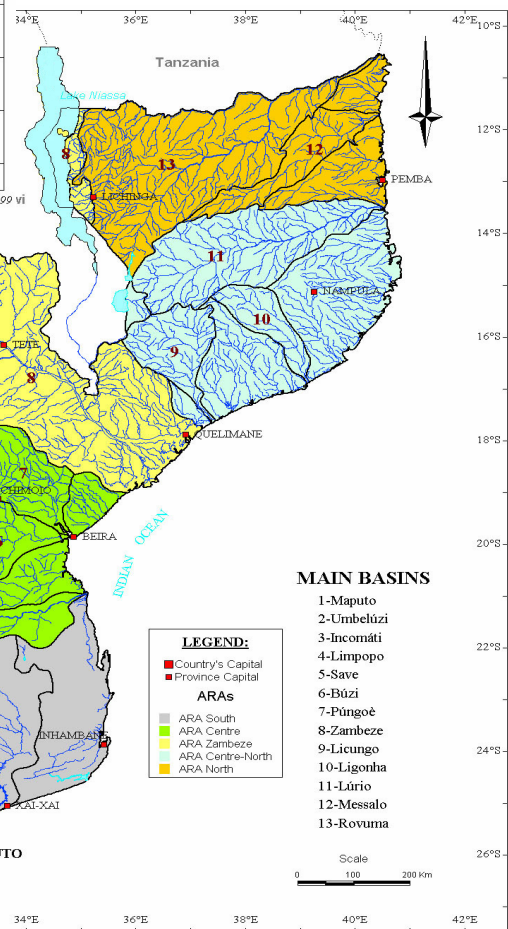 34°E 36°E 38°E 40°E 42°E
10°S
Tanzania
Lake Niassa
12°S
8 13 12
PEMBA
99 vi
LICHINGA
14°S
11
NAMPULA
10
16°S
TETE
9
8
QUELIMANE
18°S
7
CHIMOIO
BEIRA
INDIAN OCEAN
20°S
MAIN BASINS
1-Maputo
2-Umbelúzi
3-Incomáti
4-Limpopo
5-Save
6-Búzi
7-Púngoè
8-Zambeze
9-Licungo
10-Ligonha
11-Lúrio
12-Messalo
13-Rovuma
22°S
LEGEND:
Country's Capital
Province Capital
ARAs
ARA South
ARA Centre
ARA Zambeze
ARA Centre-North
ARA North
INHAMBANE
24°S
XAI-XAI
UTO
26°S
Scale
0 100 200 Km
34°E 36°E 38°E 40°E 42°E